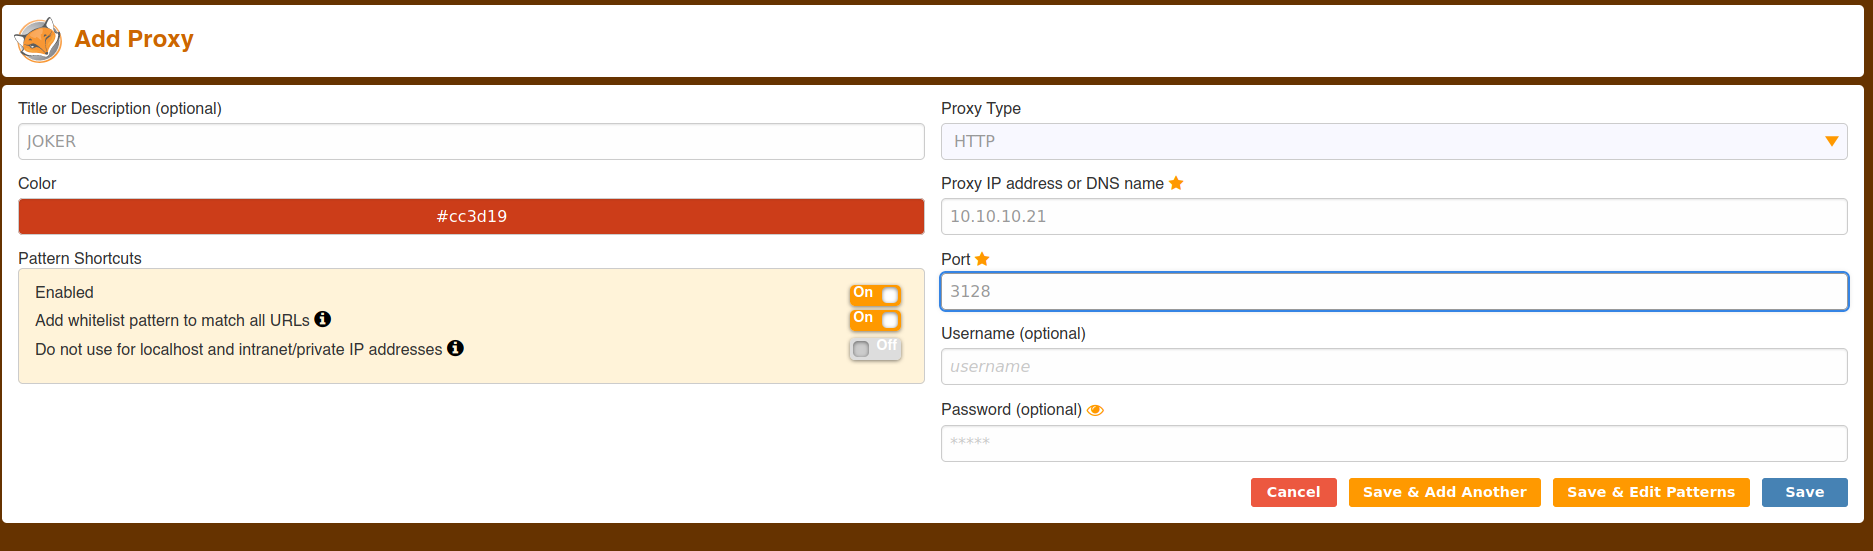 Add Proxy
Title or Description (optional)
JOKER
Color
#cc3d19
Pattern Shortcuts
Enabled
On
Add whitelist pattern to match all URLs
On
Do not use for localhost and intranet/private IP addresses
Off
Proxy Type
HTTP
Proxy IP address or DNS name
10.10.10.21
Port
3128
Username (optional)
username
Password (optional)
*****
Cancel
Save & Add Another
Save & Edit Patterns
Save